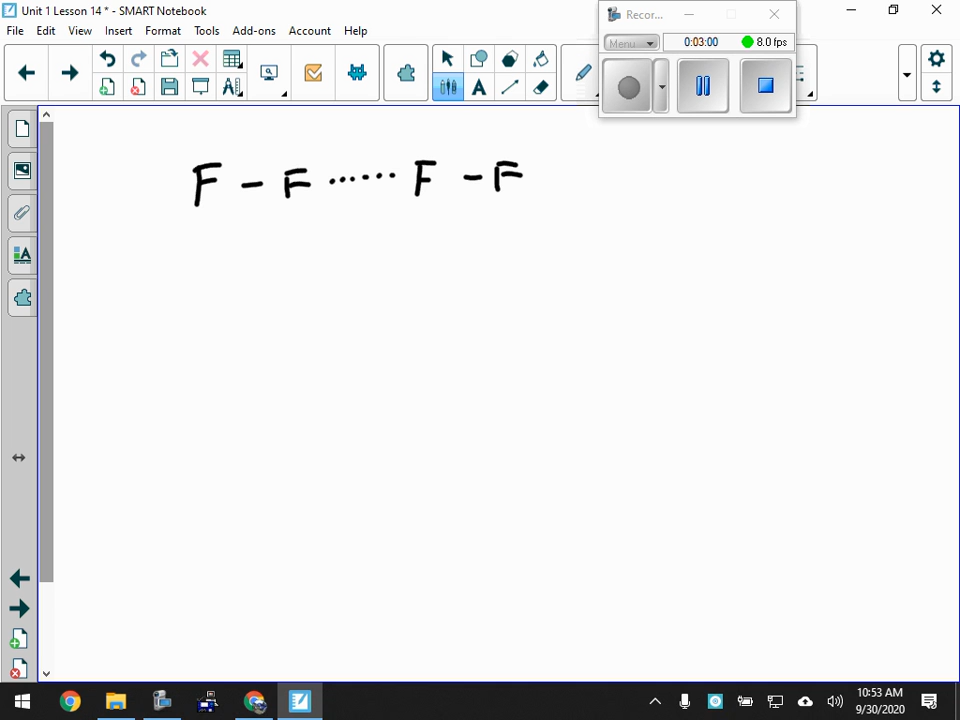 Unit 1 Lesson 14 * - SMART Notebook
Recor...
File Edit View Insert Format Tools Add-ons Account Help
Menu 0:03:00 8.0 fps
F - F ....... F - F
10:53 AM
9/30/2020